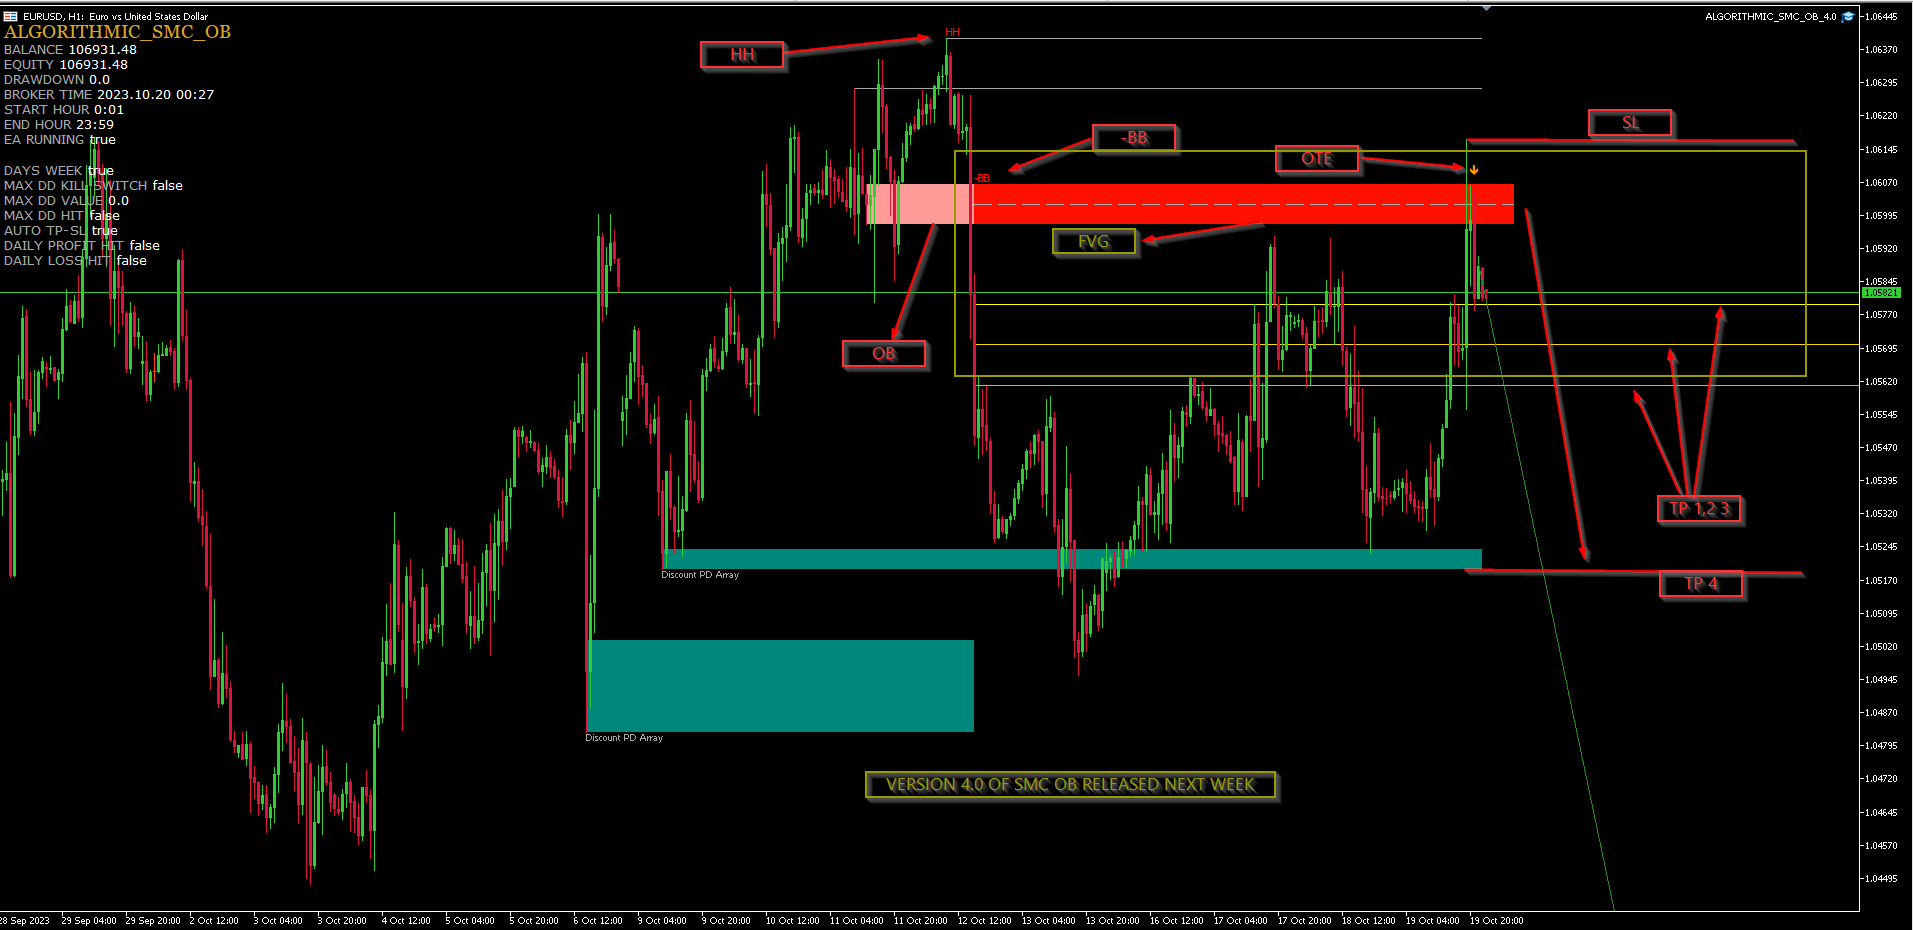 EURUSD, H1: Euro vs United States Dollar
ALGORITHMIC_SMC_OB_4.0
ALGORITHMIC_SMC_OB
BALANCE 106931.48
EQUITY 106931.48
DRAWDOWN 0.0
BROKER TIME 2023.10.20 00:27
START HOUR 0:01
END HOUR 23:59
EA RUNNING true
DAYS WEEK true
MAX DD KILL SWITCH false
MAX DD VALUE 0.0
MAX DD HIT false
AUTO TP-SL true
DAILY PROFIT HIT false
DAILY LOSS HIT false
HH
HH
-BB
-BB
OTE
SL
FVG
OB
TP 1,2 3
TP 4
Discount PD Array
Discount PD Array
VERSION 4.0 OF SMC OB RELEASED NEXT WEEK
1.06445
1.06370
1.06295
1.06220
1.06145
1.06070
1.05995
1.05920
1.05845
1.05821
1.05770
1.05695
1.05620
1.05545
1.05470
1.05395
1.05320
1.05245
1.05170
1.05095
1.05020
1.04945
1.04870
1.04795
1.04720
1.04645
1.04570
1.04495
28 Sep 2023 29 Sep 04:00 29 Sep 20:00 2 Oct 12:00 3 Oct 04:00 3 Oct 20:00 4 Oct 12:00 5 Oct 04:00 5 Oct 20:00 6 Oct 12:00 9 Oct 04:00 9 Oct 20:00 10 Oct 12:00 11 Oct 04:00 11 Oct 20:00 12 Oct 12:00 13 Oct 04:00 13 Oct 20:00 16 Oct 12:00 17 Oct 04:00 17 Oct 20:00 18 Oct 12:00 19 Oct 04:00 19 Oct 20:00